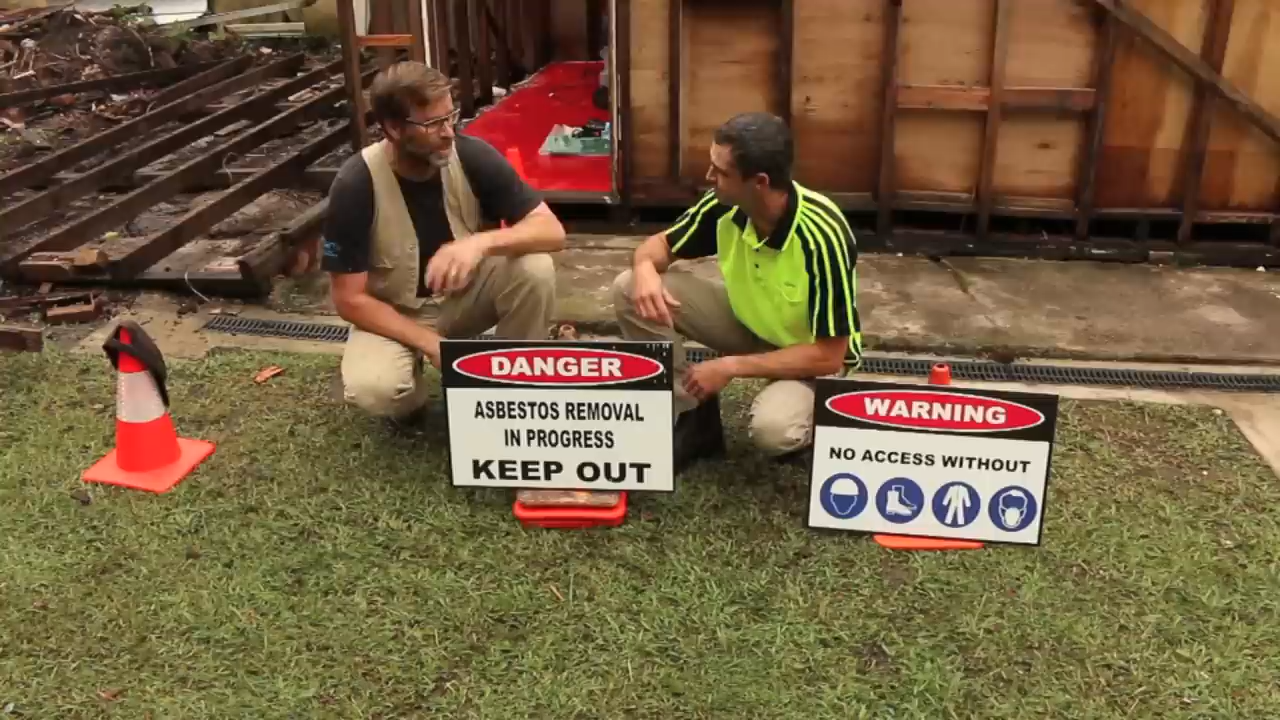 DANGER
ASBESTOS REMOVAL
IN PROGRESS
KEEP OUT
WARNING
NO ACCESS WITHOUT